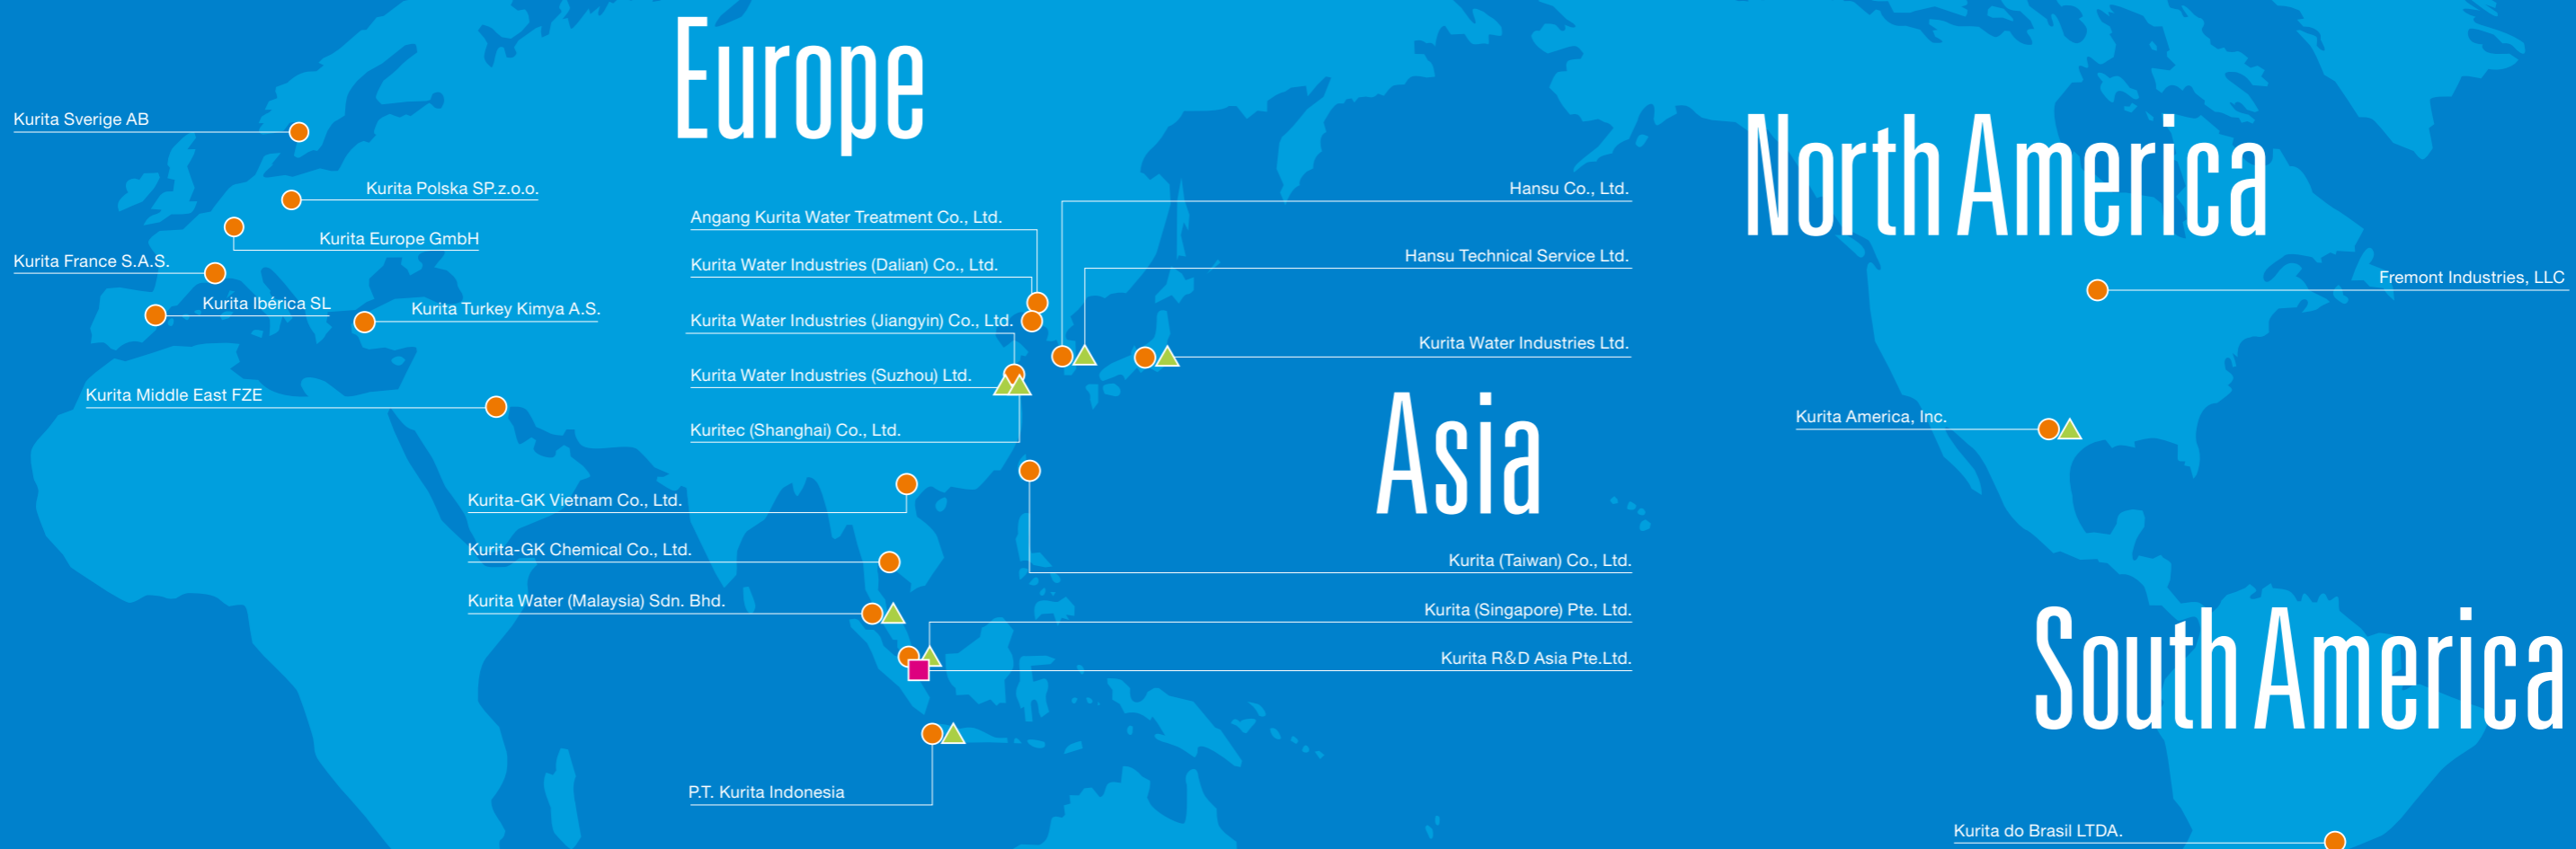 Europe
Kurita Sverige AB
Kurita Polska SP.z.o.o.
Kurita Europe GmbH
Kurita France S.A.S.
Kurita Ibérica SL
Kurita Turkey Kimya A.S.
Kurita Middle East FZE
Asia
Angang Kurita Water Treatment Co., Ltd.
Kurita Water Industries (Dalian) Co., Ltd.
Kurita Water Industries (Jiangyin) Co., Ltd.
Kurita Water Industries (Suzhou) Ltd.
Kuritec (Shanghai) Co., Ltd.
Kurita-GK Vietnam Co., Ltd.
Kurita-GK Chemical Co., Ltd.
Kurita Water (Malaysia) Sdn. Bhd.
P.T. Kurita Indonesia
Hansu Co., Ltd.
Hansu Technical Service Ltd.
Kurita Water Industries Ltd.
Kurita (Taiwan) Co., Ltd.
Kurita (Singapore) Pte. Ltd.
Kurita R&D Asia Pte.Ltd.
North America
Fremont Industries, LLC
Kurita America, Inc.
South America
Kurita do Brasil LTDA.